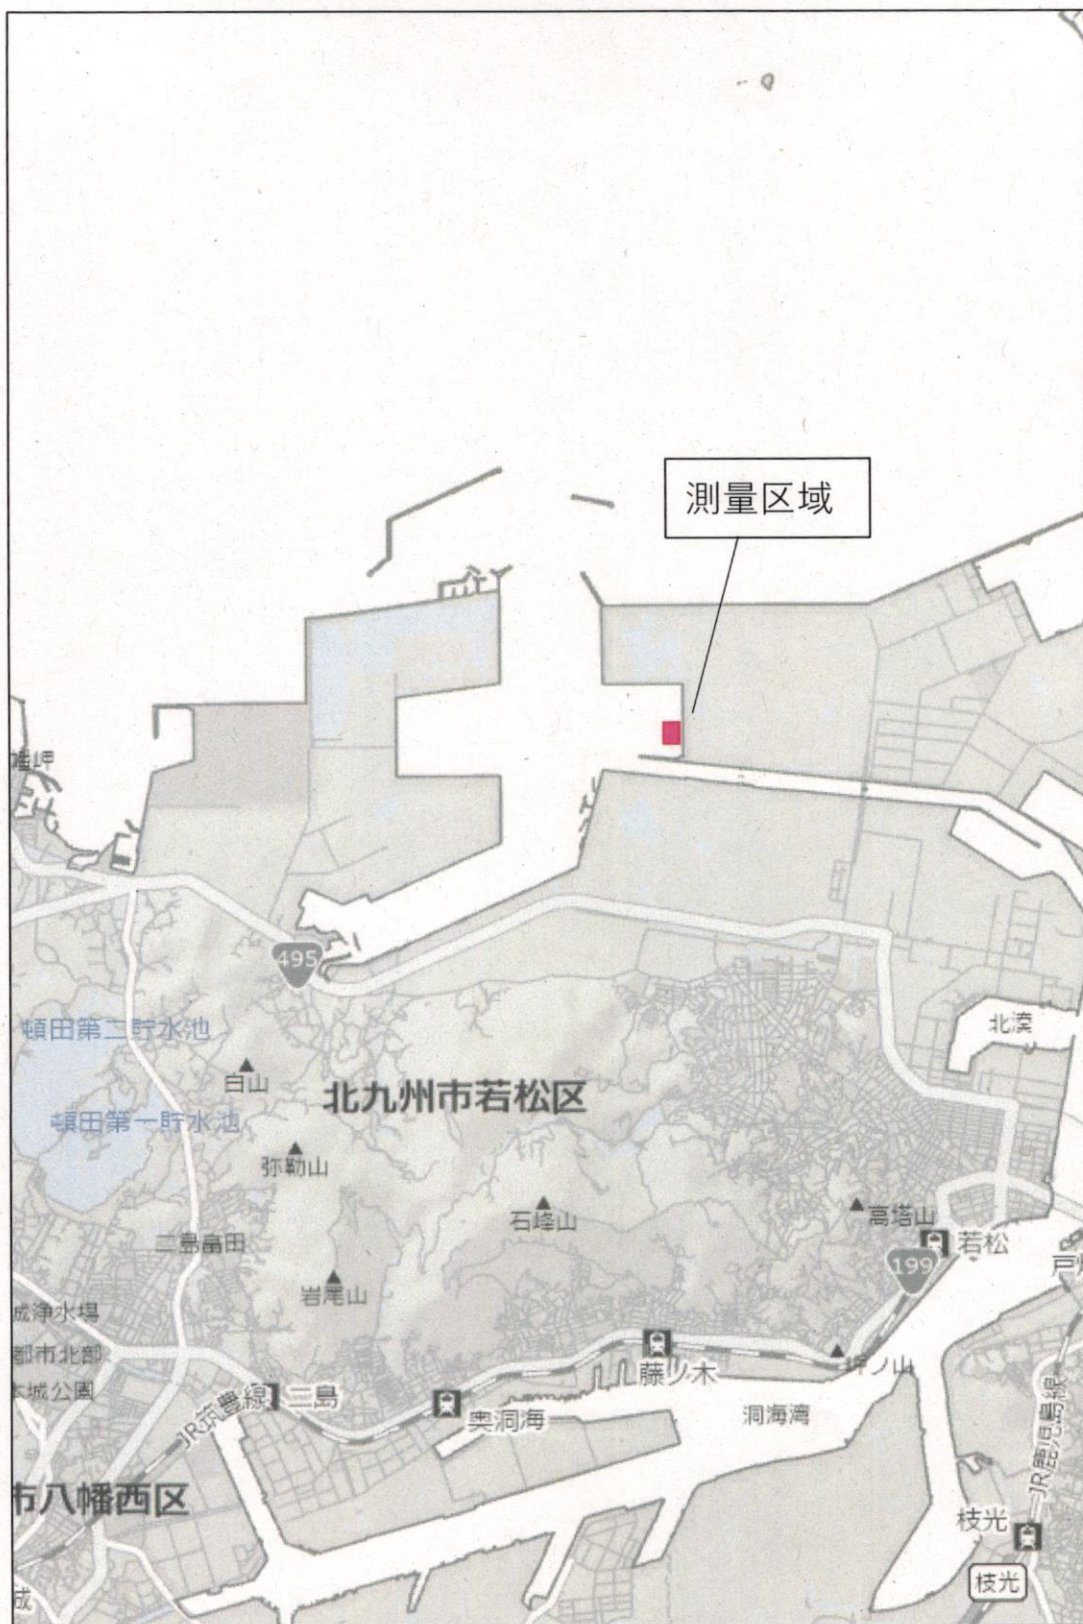 測量区域
495
頓田第二貯水池
北湊
白山
北九州市若松区
頓田第一貯水池
弥勒山
石峰山
高塔山
二島畠田
若松
199
岩尾山
成浄水場
都市北部
藤ノ木
本城公園
二島
JR筑豊線
奥洞海
洞海湾
JR鹿児島線
市八幡西区
枝光
枝光
成